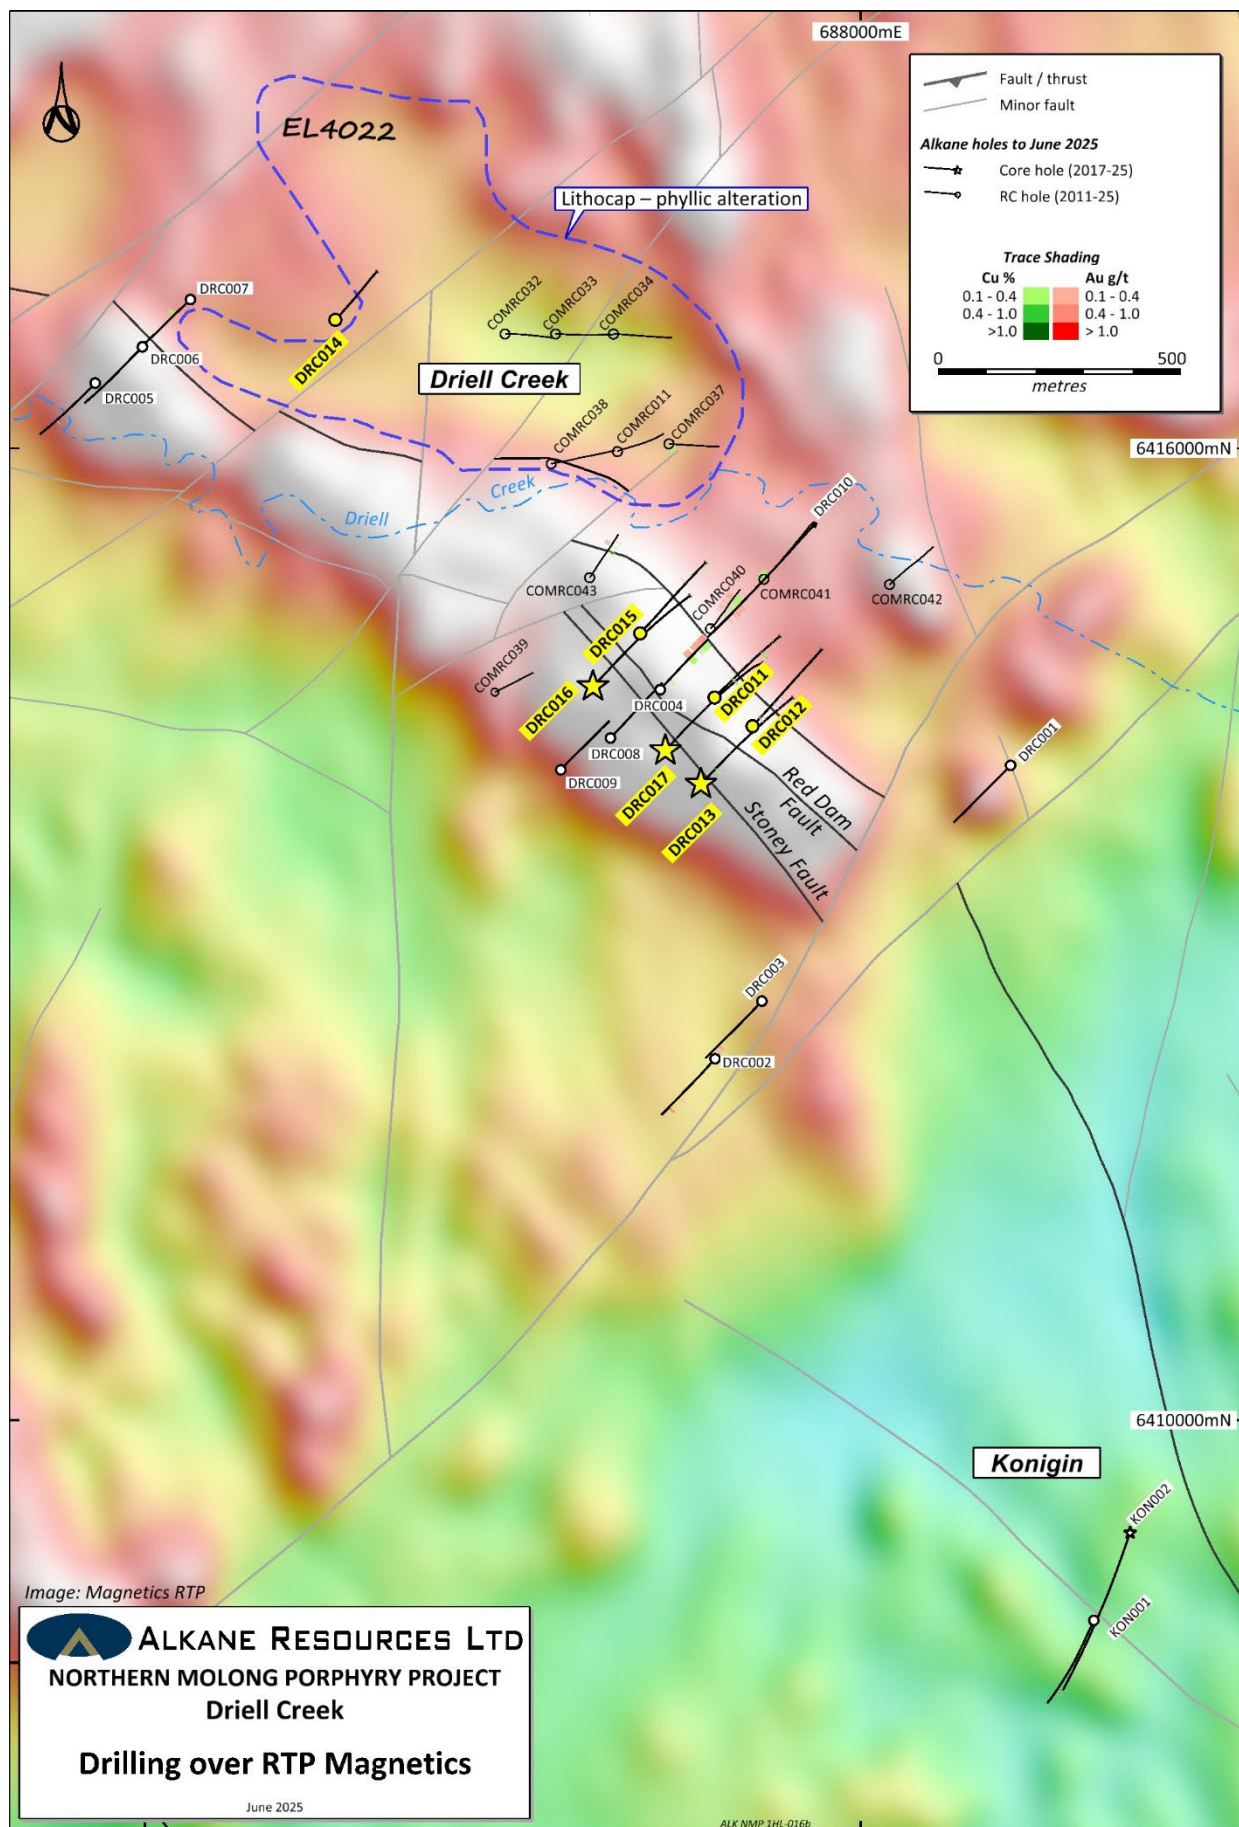 688000mE
Fault / thrust
Minor fault
Alkane holes to June 2025
Core hole (2017-25)
RC hole (2011-25)
Trace Shading
Cu % Au g/t
0.1 - 0.4 0.1 - 0.4
0.4 - 1.0 0.4 - 1.0
>1.0 > 1.0
0 500
metres
N
EL4022
Lithocap – phyllic alteration
DRC007
DRC006
DRC005
DRC014
COMRC032
COMRC033
COMRC034
Driell Creek
COMRC038
COMRC011
COMRC037
6416000mN
Creek
Driell
DRC010
COMRC043
COMRC040
COMRC041
COMRC042
DRC015
COMRC039
DRC016
DRC004
DRC011
DRC012
DRC008
DRC009
DRC017
DRC013
DRC001
Red Dam
Fault
Stoney Fault
DRC003
DRC002
6410000mN
Konigin
KON002
KON001
Image: Magnetics RTP
ALKANE RESOURCES LTD
NORTHERN MOLONG PORPHYRY PROJECT
Driell Creek
Drilling over RTP Magnetics
June 2025
ALK NMP 1HL-016b